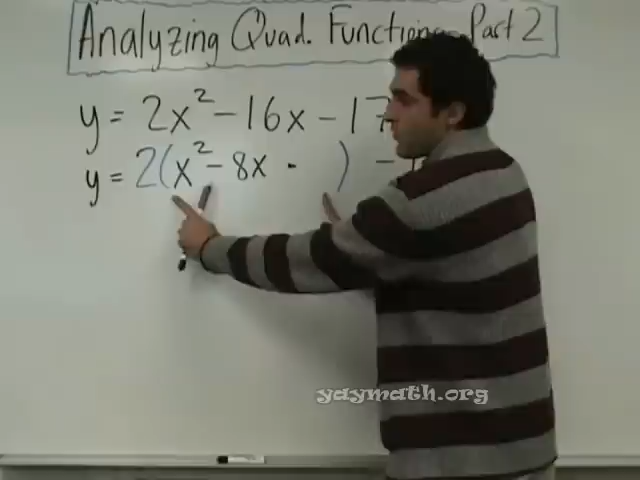 Analyzing Quad. Functions Part 2
y = 2x² - 16x - 17
y = 2(x² - 8x -    ) -
yaymath.org